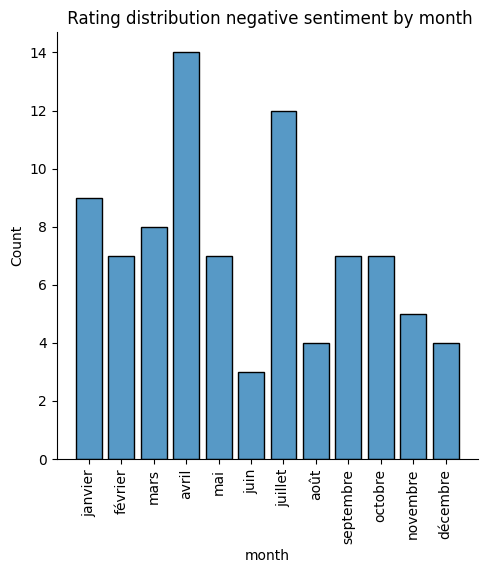 Rating distribution negative sentiment by month
14
12
10
8
6
4
2
0
Count
janvier
février
mars
avril
mai
juin
juillet
août
septembre
octobre
novembre
décembre
month